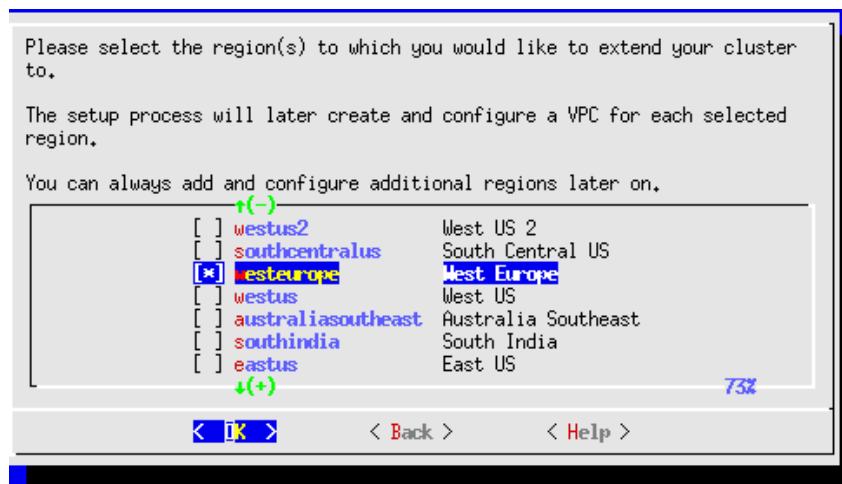 Please select the region(s) to which you would like to extend your cluster
to.
The setup process will later create and configure a VPC for each selected
region.
You can always add and configure additional regions later on.
↑(-)
[ ] westus2 West US 2
[ ] southcentralus South Central US
[*] westeurope West Europe
[ ] westus West US
[ ] australiasoutheast Australia Southeast
[ ] southindia South India
[ ] eastus East US
↓(+) 73%
< OK > < Back > < Help >